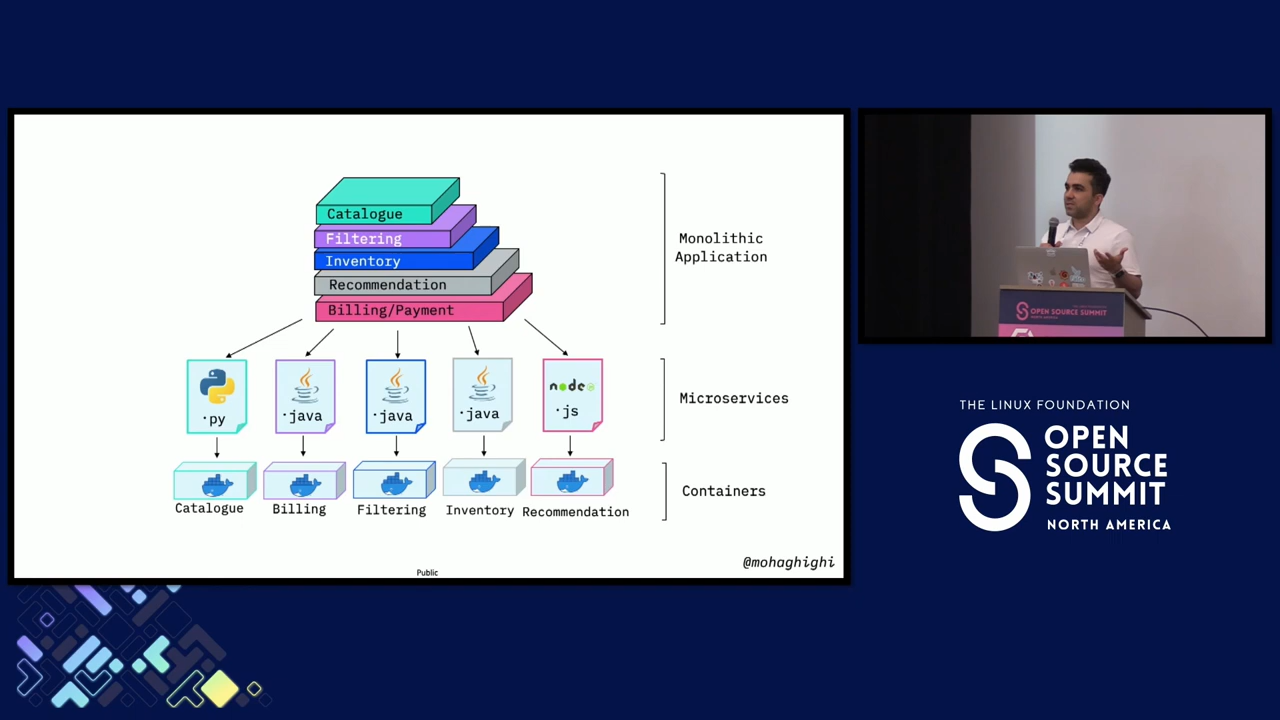 Catalogue
Filtering
Inventory
Recommendation
Billing/Payment
Monolithic
Application
.py
.java
.java
.java
node
.js
Microservices
Catalogue
Billing
Filtering
Inventory
Recommendation
Containers
@mohaghighi
Public
OPEN SOURCE SUMMIT
THE LINUX FOUNDATION
OPEN
SOURCE
SUMMIT
NORTH AMERICA